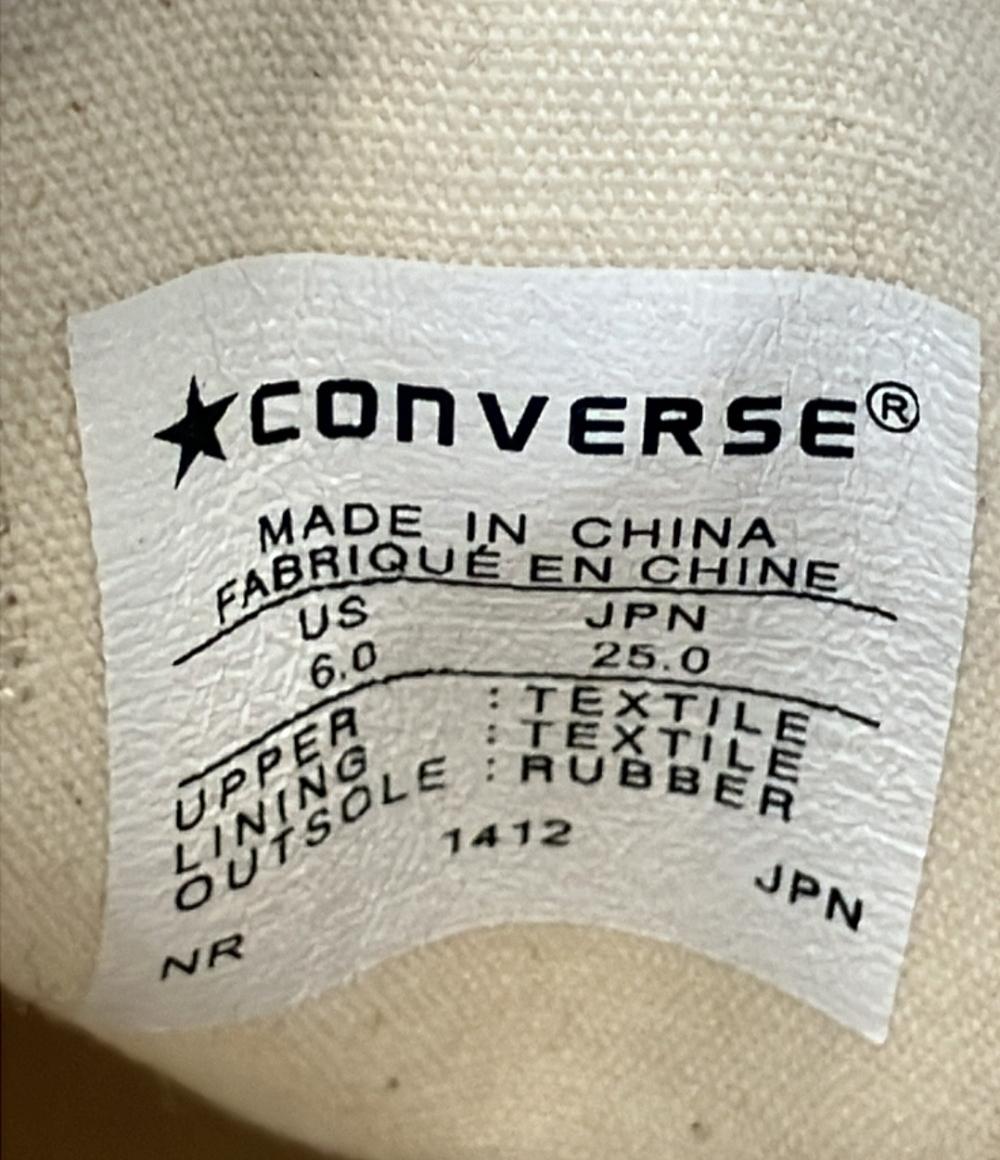 ★CONVERSE®
MADE IN CHINA
FABRIQUÉ EN CHINE
US JPN
6.0 25.0
UPPER : TEXTILE
LINING : TEXTILE
OUTSOLE : RUBBER
1412
JPN
NR